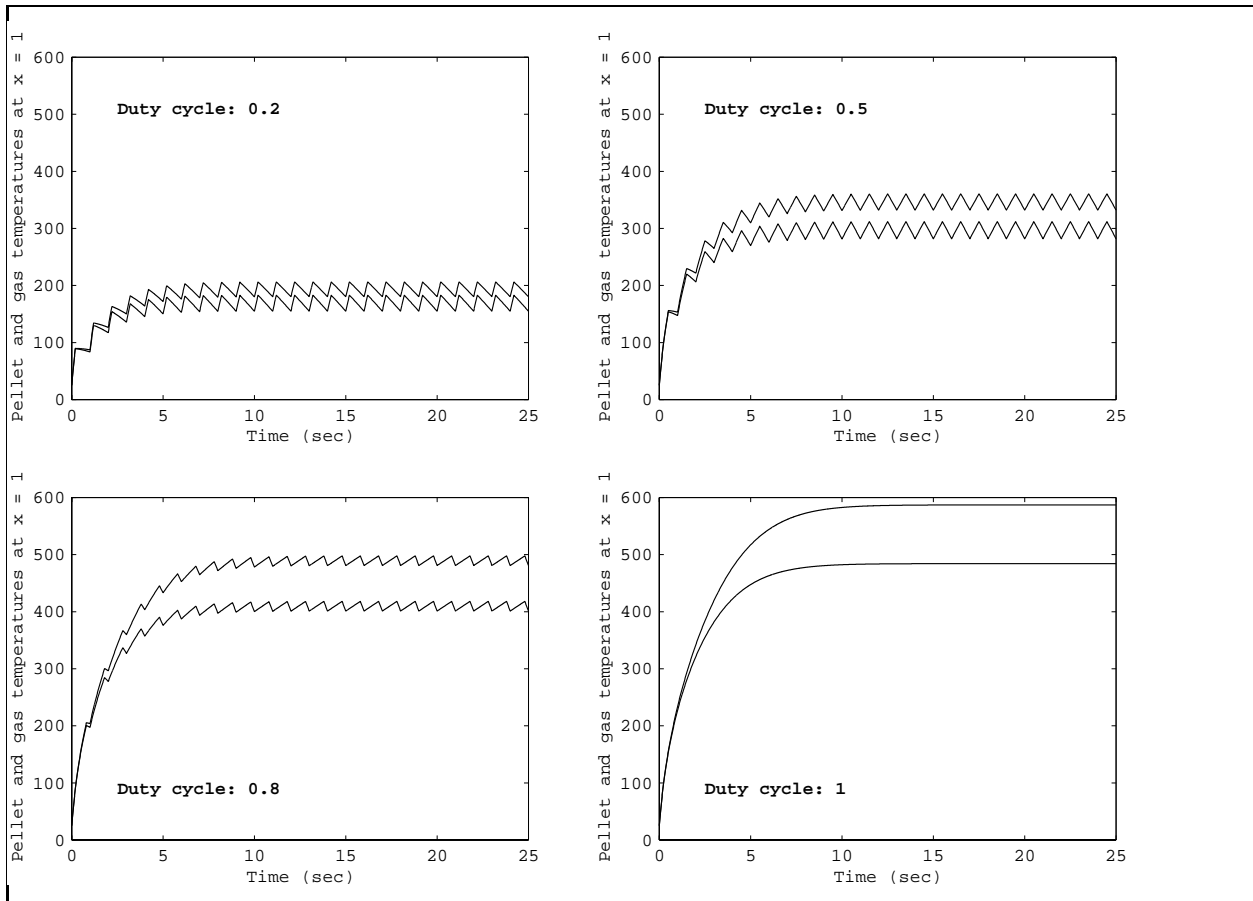 Pellet and gas temperatures at x = 1
600
500
400
300
200
100
0
Duty cycle: 0.2
0 5 10 15 20 25
Time (sec)
Pellet and gas temperatures at x = 1
600
500
400
300
200
100
0
Duty cycle: 0.5
0 5 10 15 20 25
Time (sec)
Pellet and gas temperatures at x = 1
600
500
400
300
200
100
0
Duty cycle: 0.8
0 5 10 15 20 25
Time (sec)
Pellet and gas temperatures at x = 1
600
500
400
300
200
100
0
Duty cycle: 1
0 5 10 15 20 25
Time (sec)